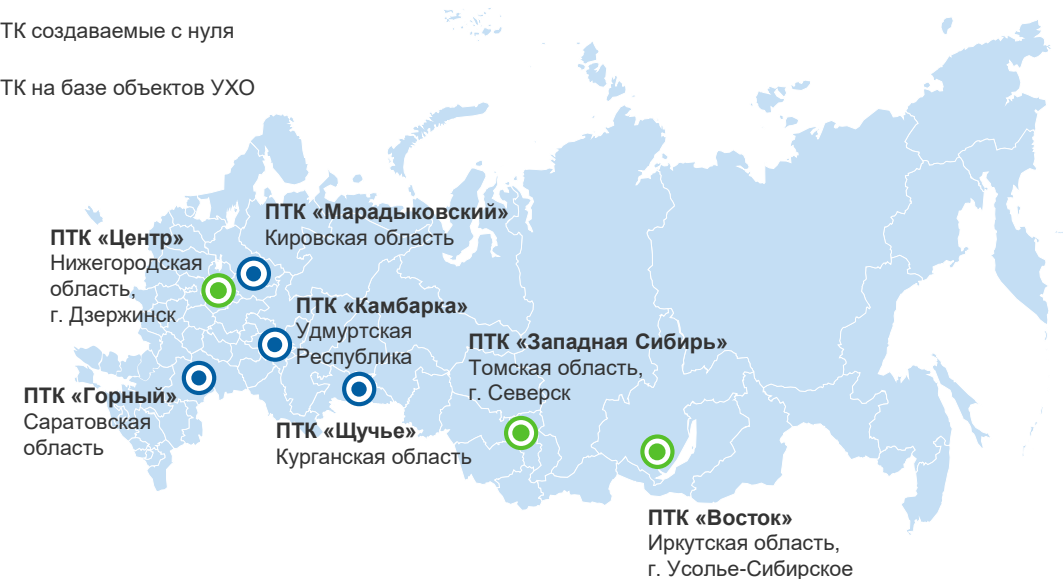 ТК создаваемые с нуля
ТК на базе объектов УХО
ПТК «Марадыковский»
Кировская область
ПТК «Центр»
Нижегородская
область,
г. Дзержинск
ПТК «Камбарка»
Удмуртская
Республика
ПТК «Западная Сибирь»
Томская область,
г. Северск
ПТК «Горный»
Саратовская
область
ПТК «Щучье»
Курганская область
ПТК «Восток»
Иркутская область,
г. Усолье-Сибирское